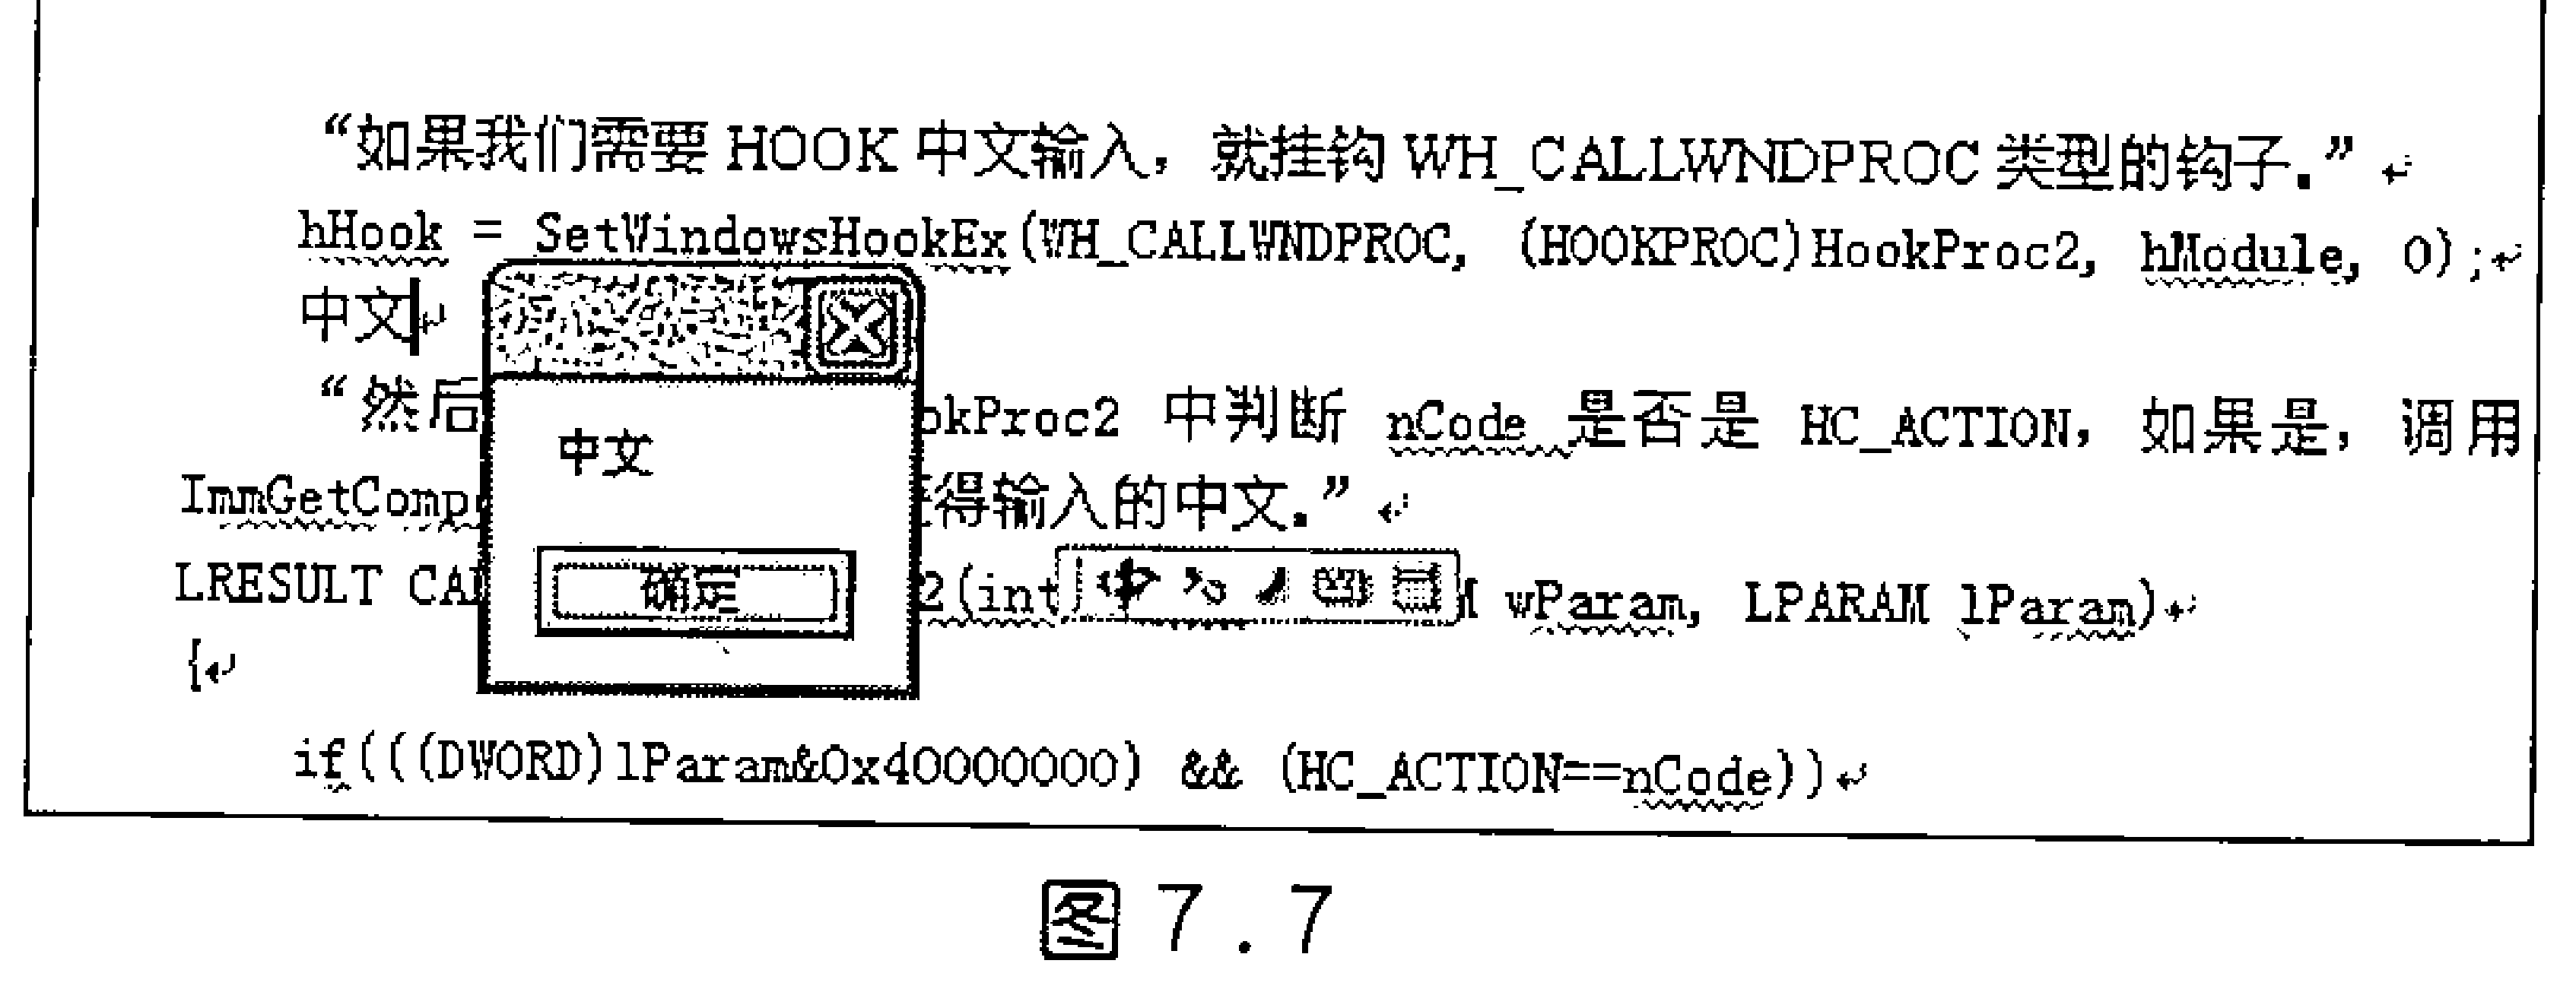 “如果我们需要 HOOK 中文输入，就挂钩 WH_CALLWNDPROC 类型的钩子.”
hHook = SetWindowsHookEx(WH_CALLWNDPROC, (HOOKPROC)HookProc2, hModule, 0);
中文
“然后 okProc2 中判断 nCode 是否是 HC_ACTION，如果是，调用
中文
ImmGetComp 得输入的中文.”
LRESULT CAL 2(int wParam, LPARAM lParam)
确定
{
if(((DWORD)lParam&0x40000000) && (HC_ACTION==nCode))
图 7.7